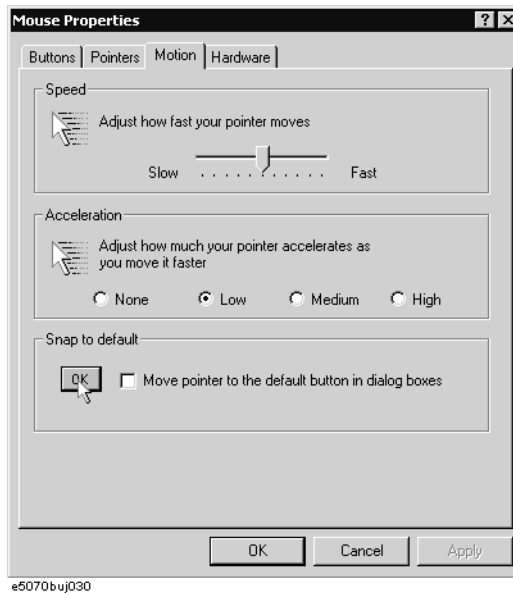 Mouse Properties
? X
Buttons Pointers Motion Hardware
Speed
Adjust how fast your pointer moves
Slow Fast
Acceleration
Adjust how much your pointer accelerates as
you move it faster
None Low Medium High
Snap to default
OK Move pointer to the default button in dialog boxes
OK Cancel Apply
e5070buj030